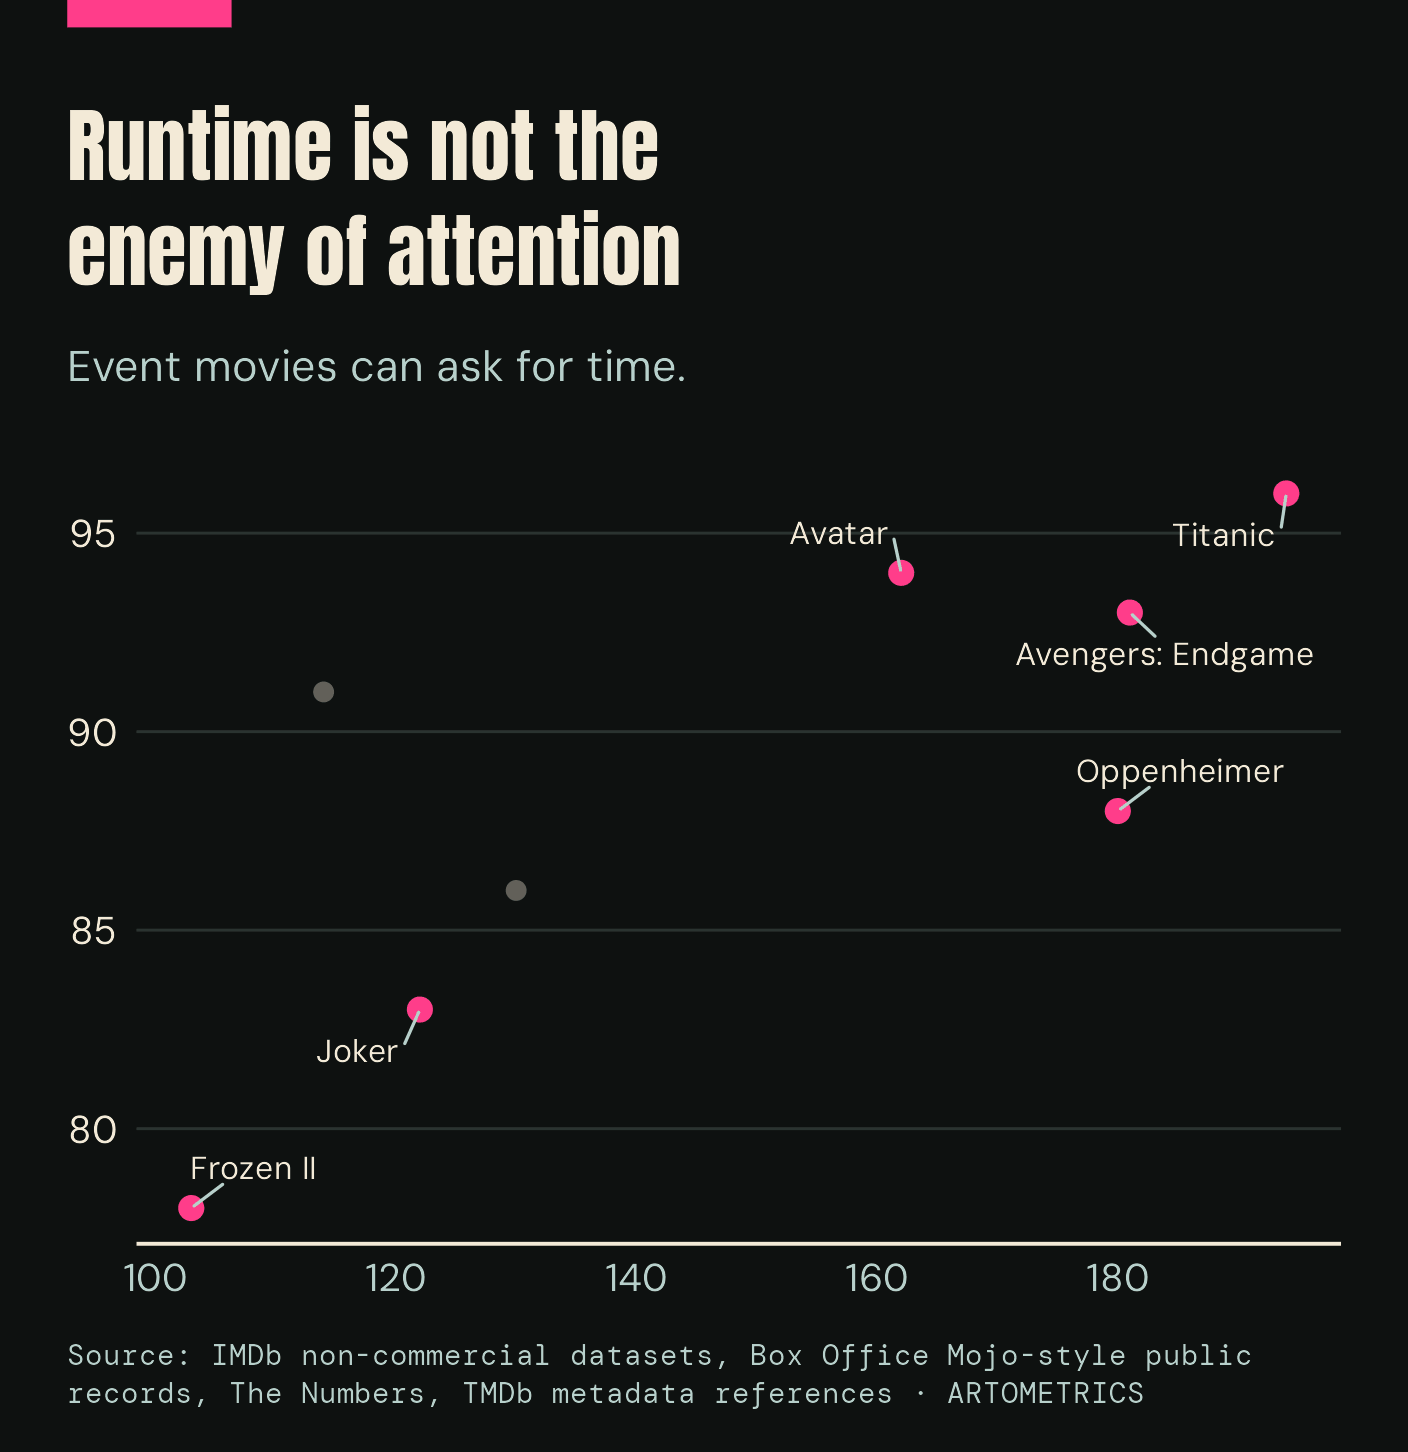 Runtime is not the
enemy of attention
Event movies can ask for time.
95
Avatar
Titanic
Avengers: Endgame
90
Oppenheimer
85
Joker
80
Frozen II
100 120 140 160 180
Source: IMDb non-commercial datasets, Box Office Mojo-style public
records, The Numbers, TMDb metadata references · ARTOMETRICS